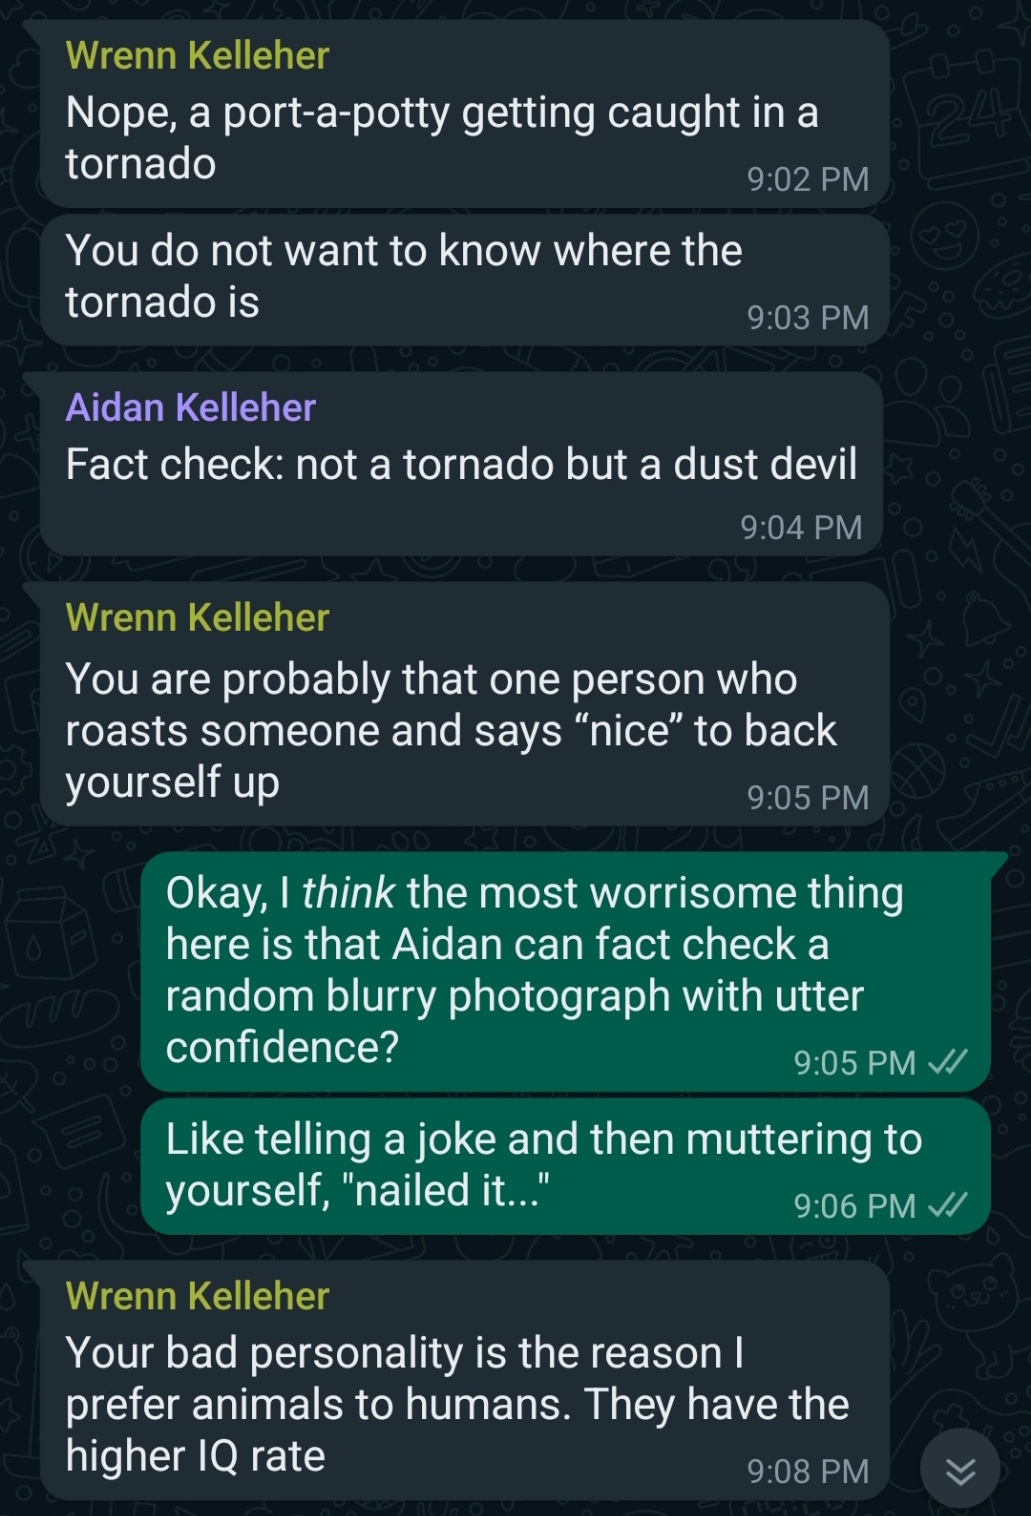 Wrenn Kelleher
Nope, a port-a-potty getting caught in a
tornado
9:02 PM
You do not want to know where the
tornado is
9:03 PM
Aidan Kelleher
Fact check: not a tornado but a dust devil
9:04 PM
Wrenn Kelleher
You are probably that one person who
roasts someone and says “nice” to back
yourself up
9:05 PM
Okay, I think the most worrisome thing
here is that Aidan can fact check a
random blurry photograph with utter
confidence?
9:05 PM
Like telling a joke and then muttering to
yourself, "nailed it..."
9:06 PM
Wrenn Kelleher
Your bad personality is the reason I
prefer animals to humans. They have the
higher IQ rate
9:08 PM
24